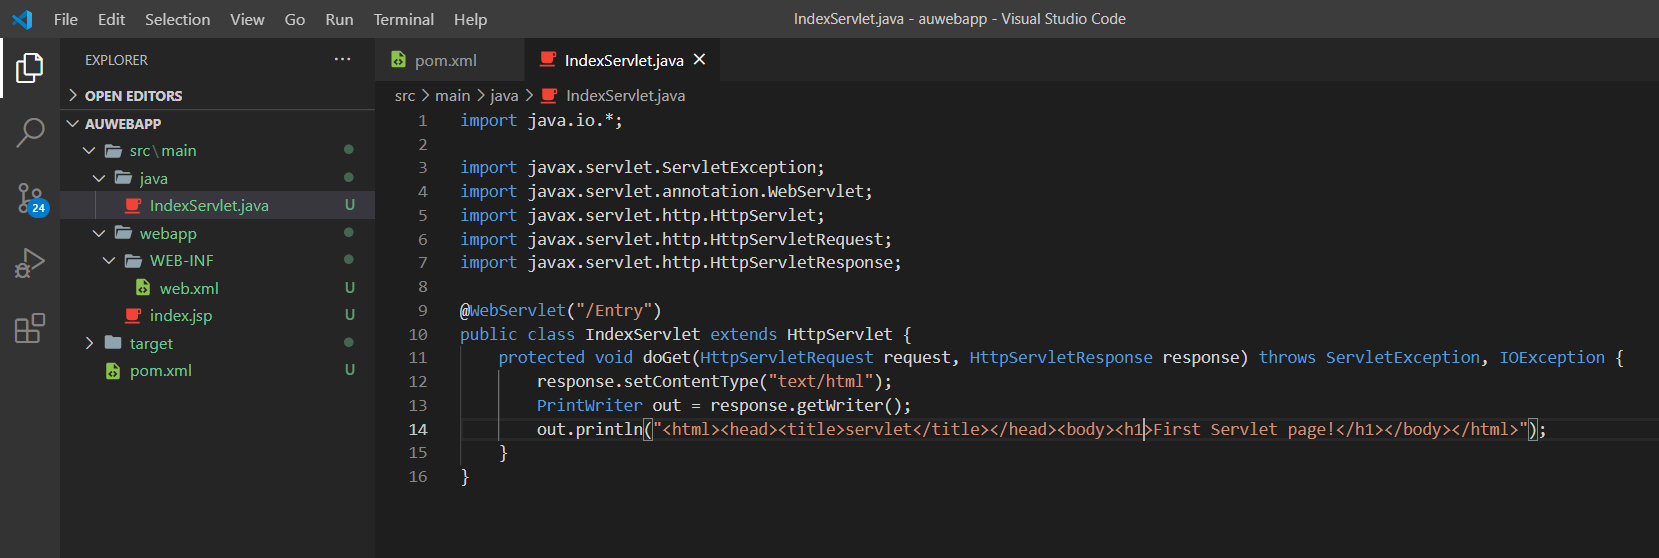 File Edit Selection View Go Run Terminal Help IndexServlet.java - auwebapp - Visual Studio Code
EXPLORER ...
OPEN EDITORS
AUWEBAPP
src\main
java
IndexServlet.java U
webapp
WEB-INF
web.xml U
index.jsp U
target
pom.xml U
24
pom.xml IndexServlet.java
src > main > java > IndexServlet.java
1 import java.io.*;
2
3 import javax.servlet.ServletException;
4 import javax.servlet.annotation.WebServlet;
5 import javax.servlet.http.HttpServlet;
6 import javax.servlet.http.HttpServletRequest;
7 import javax.servlet.http.HttpServletResponse;
8
9 @WebServlet("/Entry")
10 public class IndexServlet extends HttpServlet {
11 protected void doGet(HttpServletRequest request, HttpServletResponse response) throws ServletException, IOException {
12 response.setContentType("text/html");
13 PrintWriter out = response.getWriter();
14 out.println("<html><head><title>servlet</title></head><body><h1>First Servlet page!</h1></body></html>");
15 }
16 }